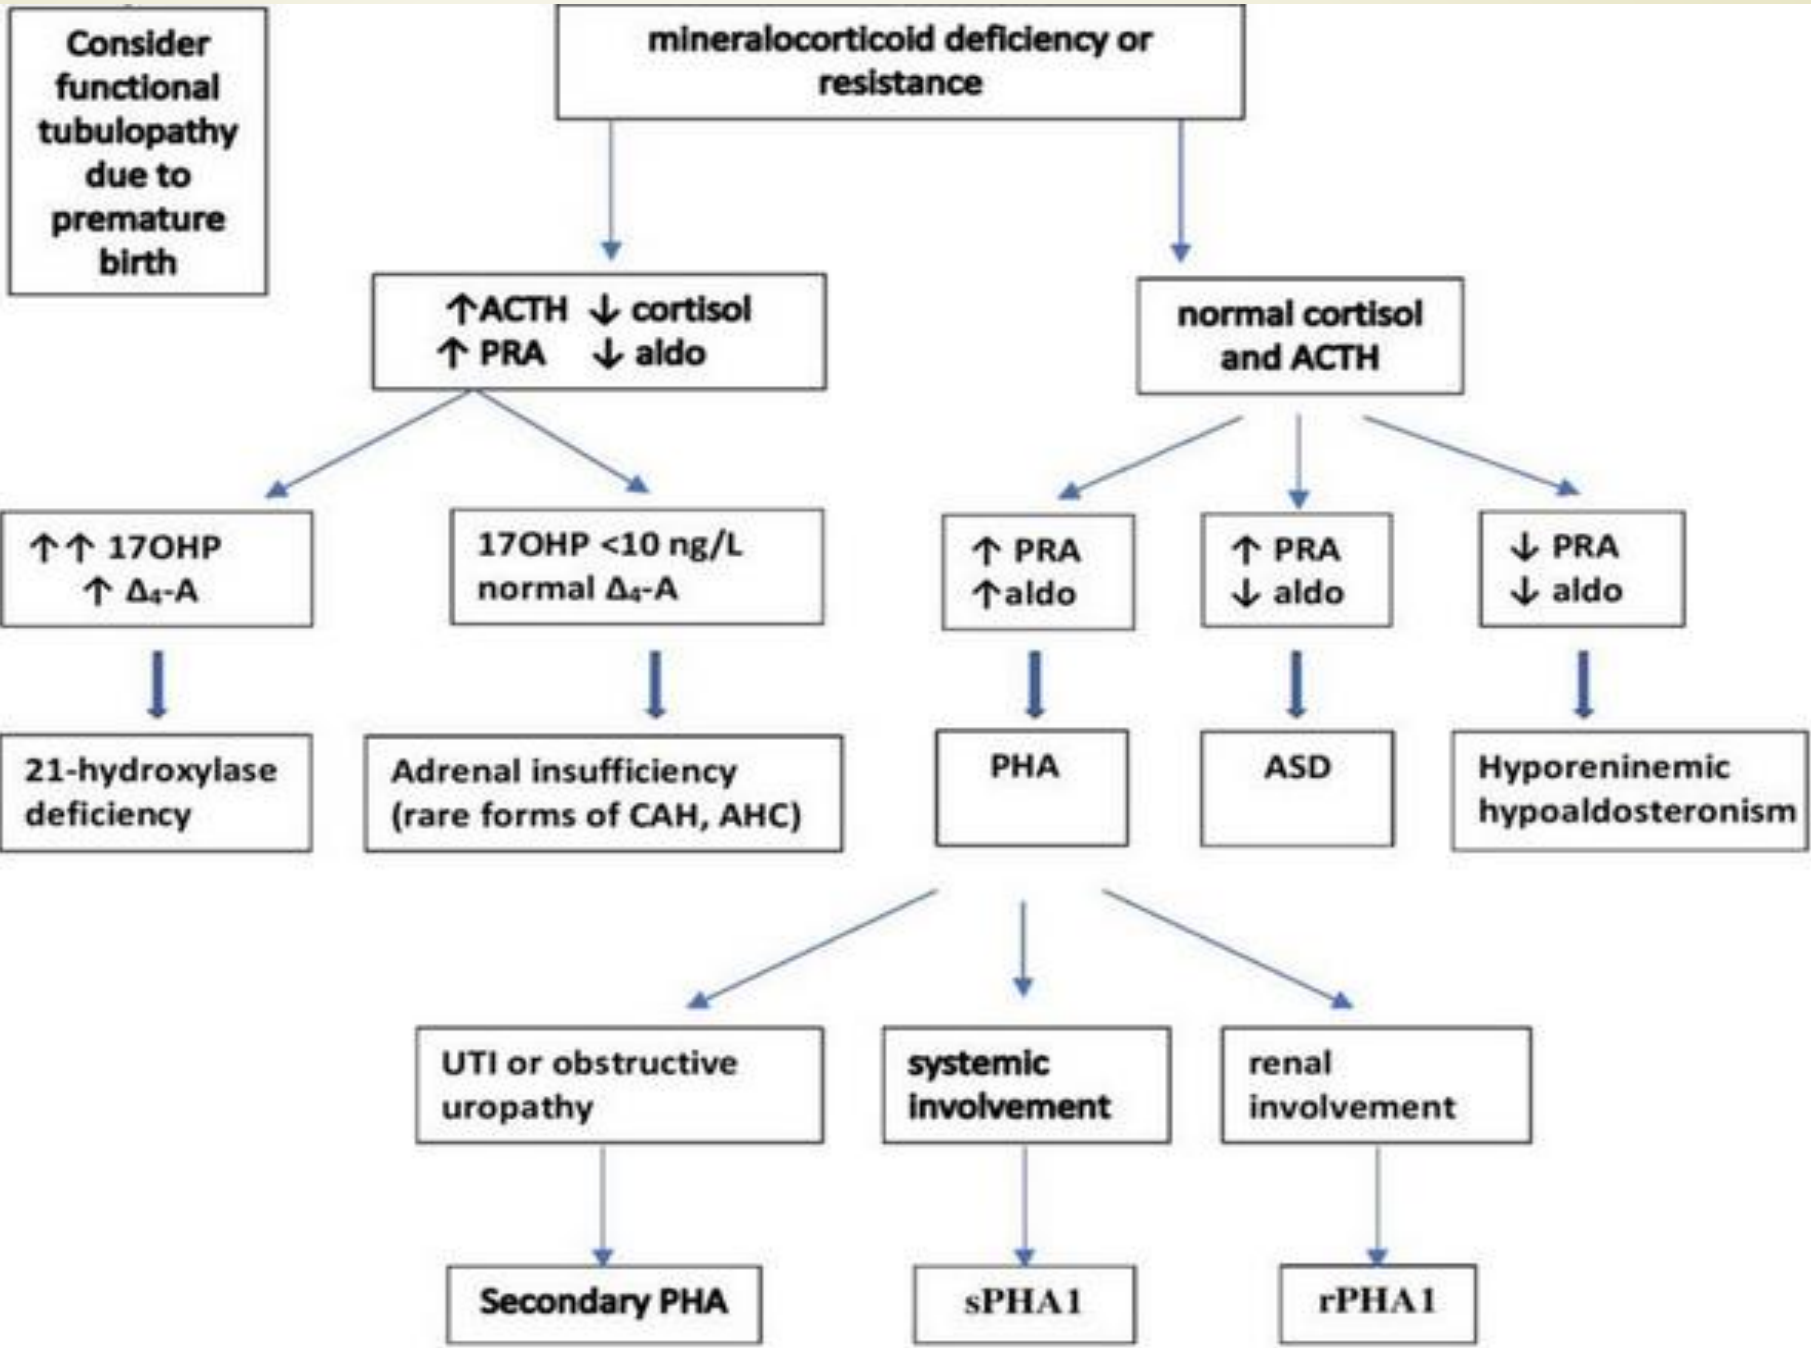 Consider
functional
tubulopathy
due to
premature
birth
mineralocorticoid deficiency or
resistance
↑ACTH ↓ cortisol
↑ PRA ↓ aldo
normal cortisol
and ACTH
↑↑ 17OHP
↑ Δ₄-A
17OHP <10 ng/L
normal Δ₄-A
↑ PRA
↑aldo
↑ PRA
↓ aldo
↓ PRA
↓ aldo
21-hydroxylase
deficiency
Adrenal insufficiency
(rare forms of CAH, AHC)
PHA
ASD
Hyporeninemic
hypoaldosteronism
UTI or obstructive
uropathy
systemic
involvement
renal
involvement
Secondary PHA
sPHA1
rPHA1